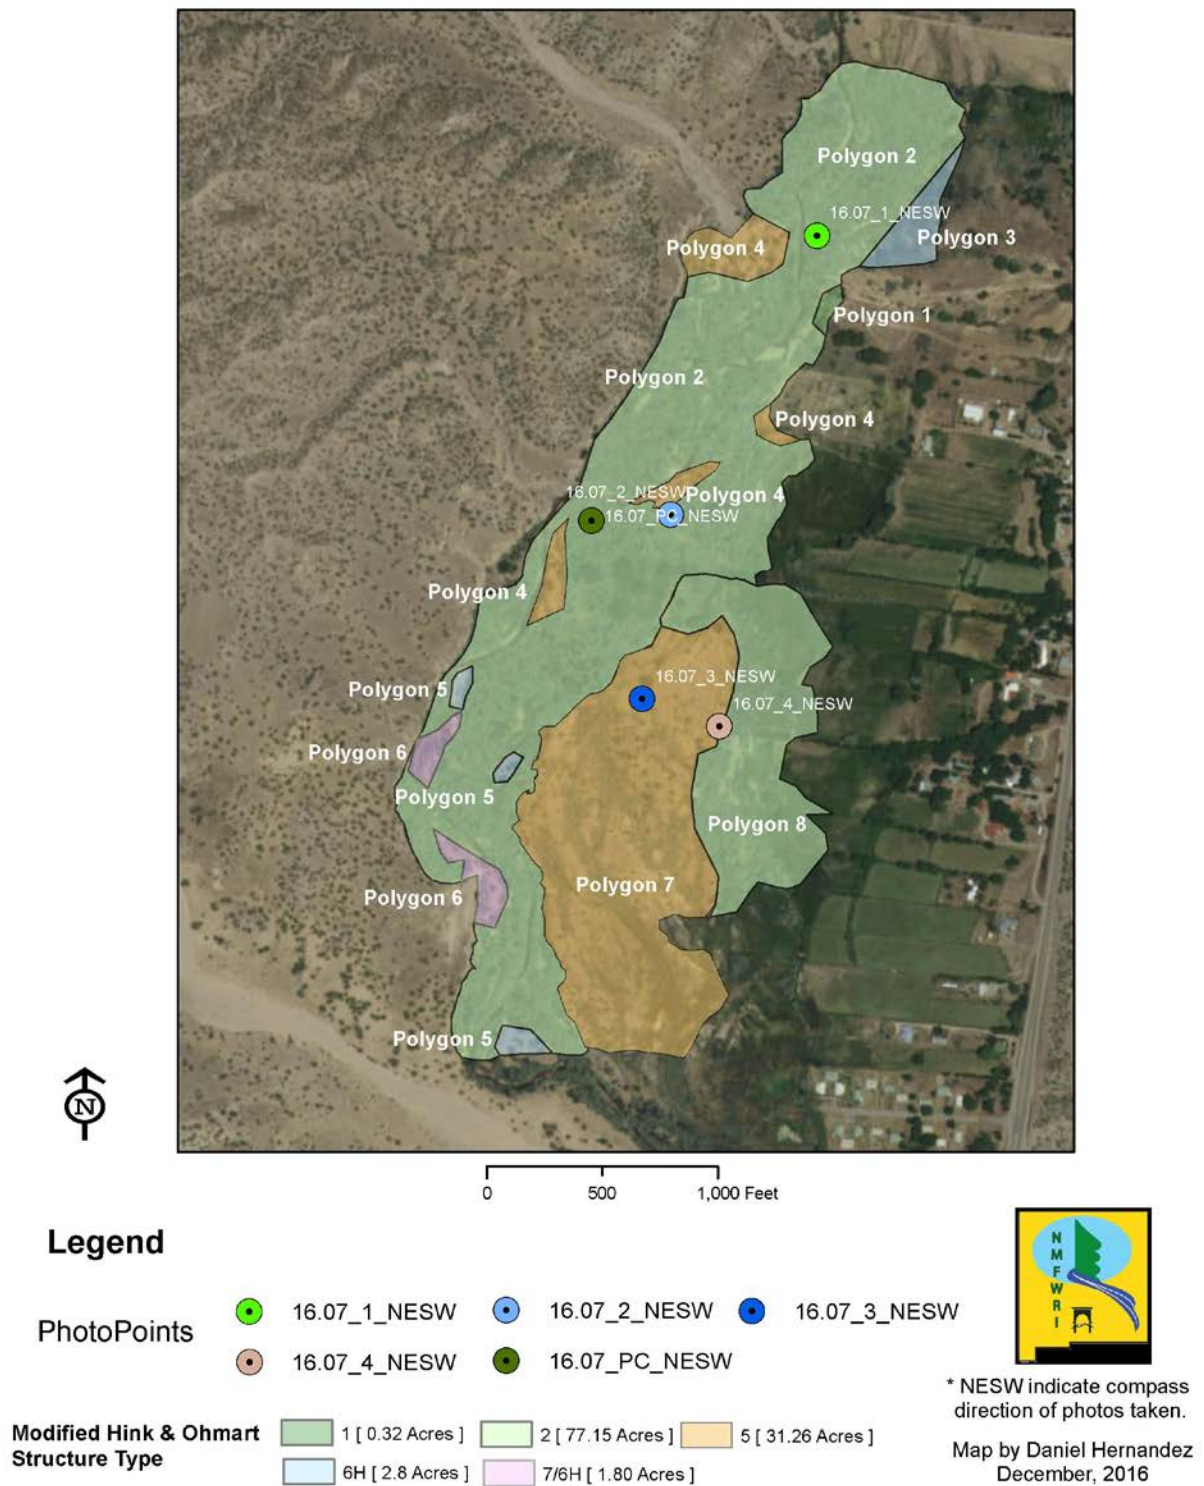 Polygon 2
16.07_1_NESW
Polygon 3
Polygon 4
Polygon 1
Polygon 2
Polygon 4
16.07_2_NESW
Polygon 4
16.07_PC_NESW
Polygon 4
16.07_3_NESW
Polygon 5
16.07_4_NESW
Polygon 6
Polygon 5
Polygon 8
Polygon 7
Polygon 6
Polygon 5
N
0 500 1,000 Feet
Legend
PhotoPoints
16.07_1_NESW 16.07_2_NESW 16.07_3_NESW
16.07_4_NESW 16.07_PC_NESW
NMFWRI
* NESW indicate compass
direction of photos taken.
Modified Hink & Ohmart
Structure Type
1 [ 0.32 Acres ] 2 [ 77.15 Acres ] 5 [ 31.26 Acres ]
6H [ 2.8 Acres ] 7/6H [ 1.80 Acres ]
Map by Daniel Hernandez
December, 2016